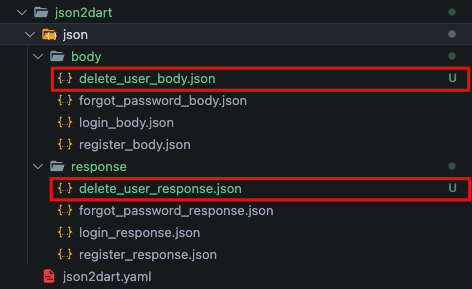 json2dart
json
body
{..} delete_user_body.json U
{..} forgot_password_body.json
{..} login_body.json
{..} register_body.json
response
{..} delete_user_response.json U
{..} forgot_password_response.json
{..} login_response.json
{..} register_response.json
json2dart.yaml